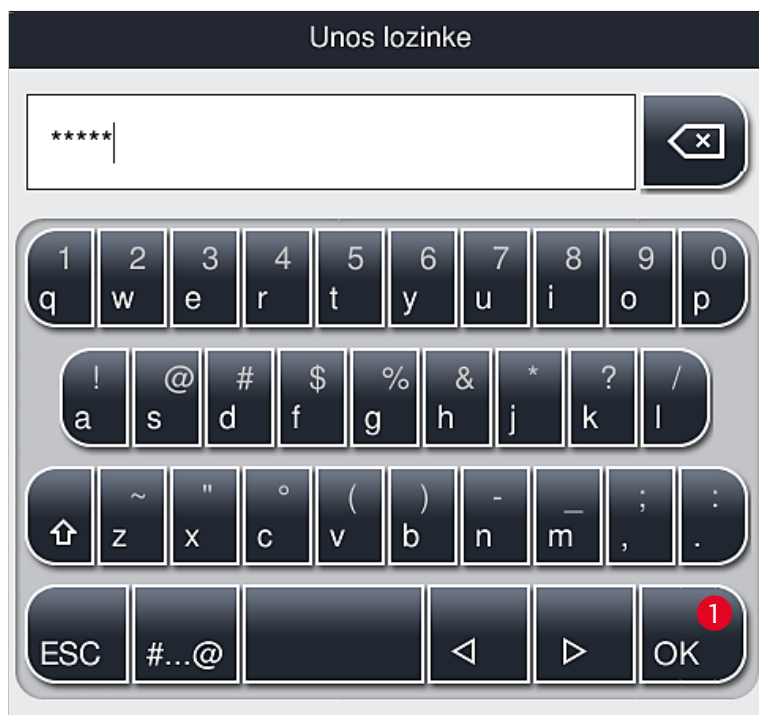 Unos lozinke
*****
1 2 3 4 5 6 7 8 9 0
q w e r t y u i o p
! @ # $ % & * ? /
a s d f g h j k l
~ " ° ( ) - _ ; :
z x c v b n m , .
1
ESC #...@ OK